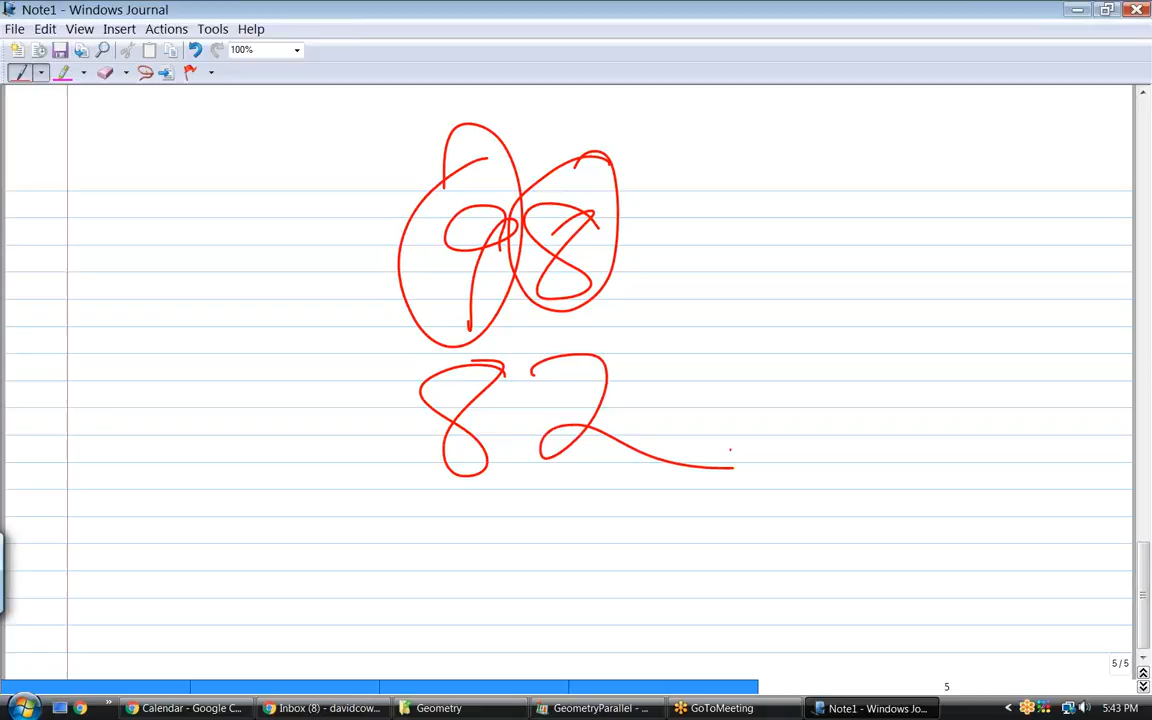 Note1 - Windows Journal
File Edit View Insert Actions Tools Help
100%
98
82
5/5
5
Calendar - Google C... Inbox (8) - davidcow... Geometry GeometryParallel - ... GoToMeeting Note1 - Windows Jo... 5:43 PM